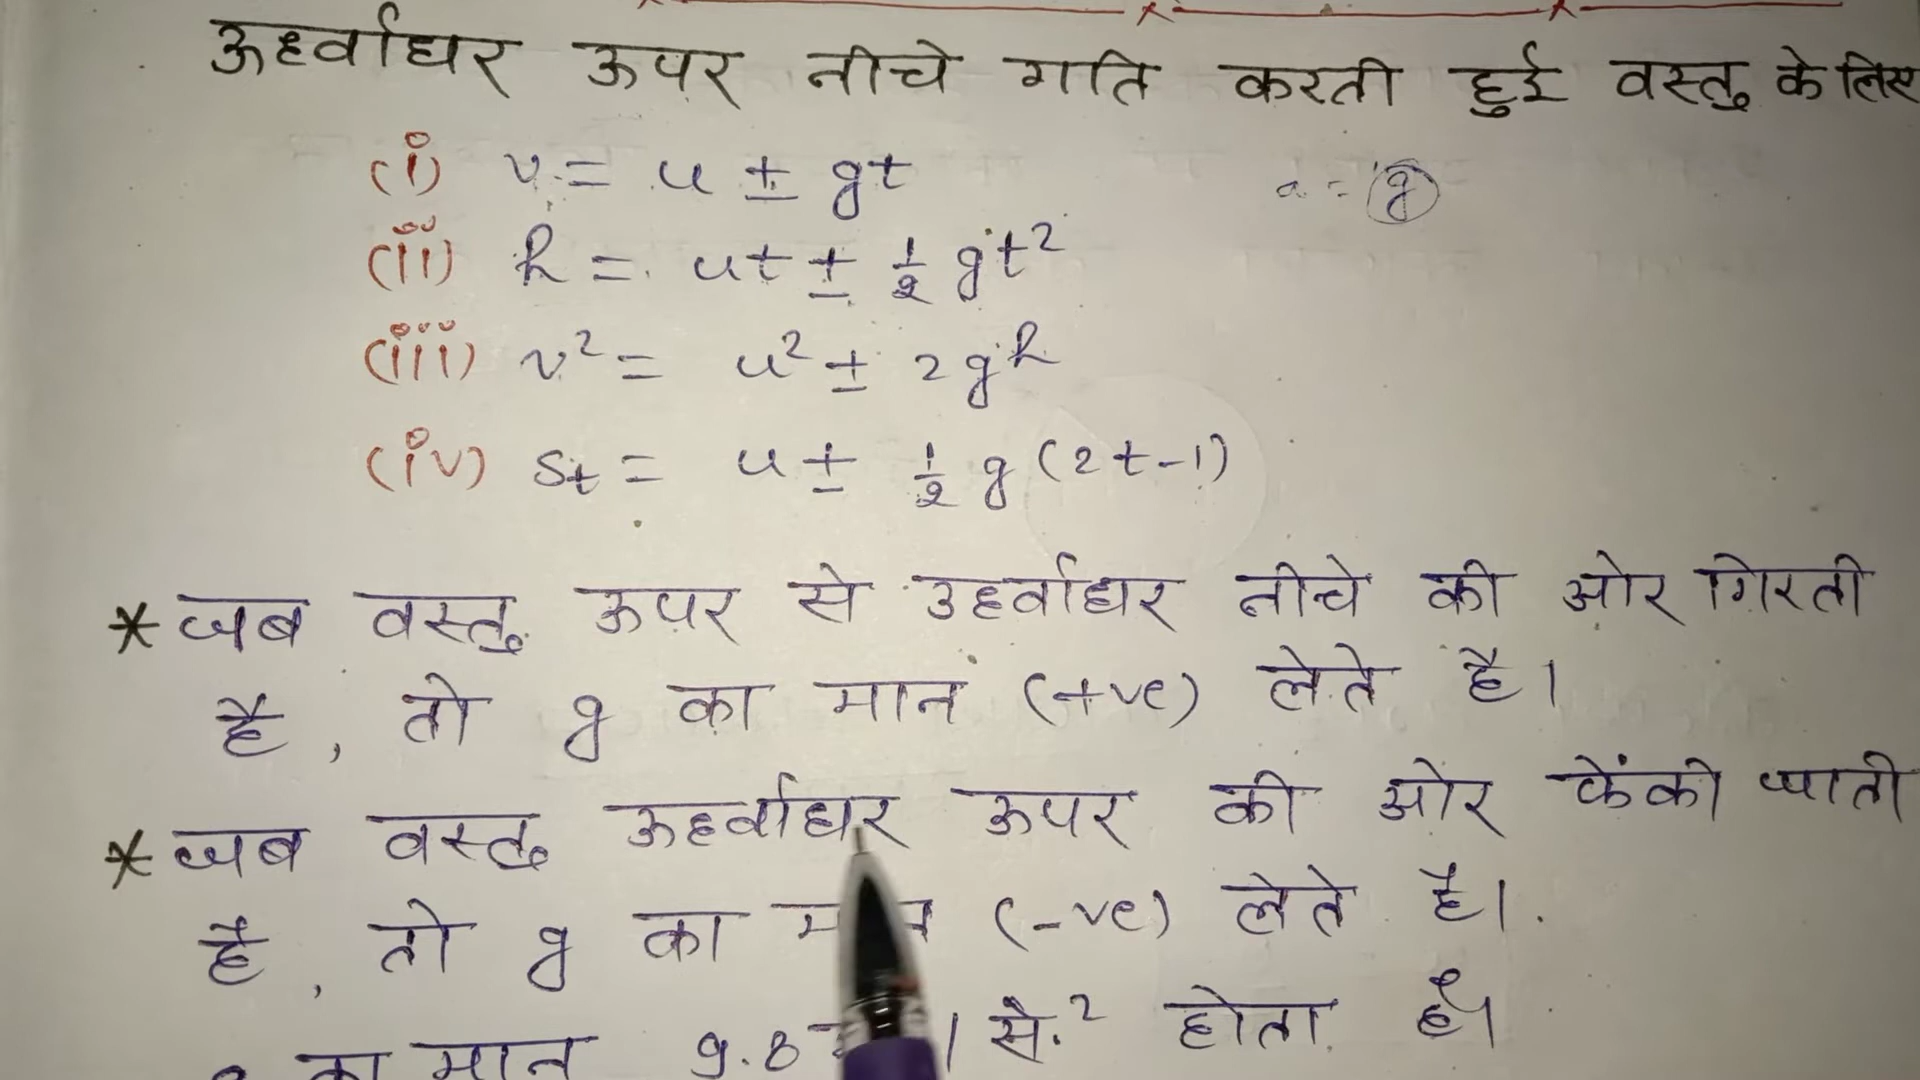 ऊर्ध्वाधर ऊपर नीचे गति करती हुई वस्तु के लिए
(i) v = u ± gt
a = g
(ii) h = ut ± 1/2 gt²
(iii) v² = u² ± 2gh
(iv) St = u ± 1/2 g (2t-1)
* जब वस्तु ऊपर से उर्ध्वाधर नीचे की ओर गिरती
है, तो g का मान (+ve) लेते है।
* जब वस्तु ऊर्ध्वाधर ऊपर की ओर फेंकी जाती
है, तो g का (-ve) लेते है।
का मान 9.8 / से.² होता है।